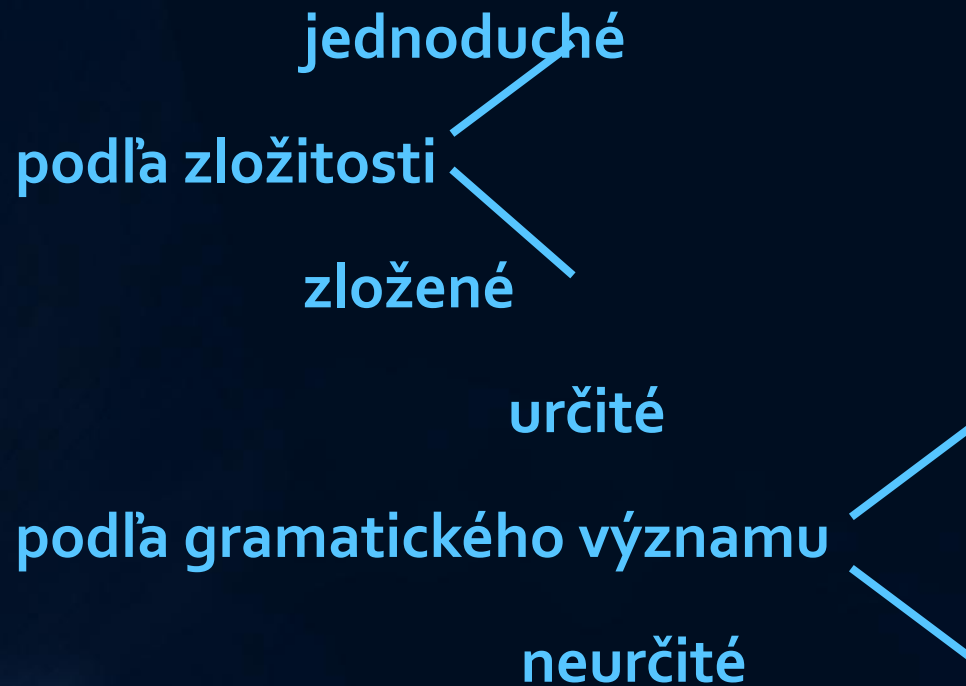 jednoduché
podľa zložitosti
zložené
určité
podľa gramatického významu
neurčité